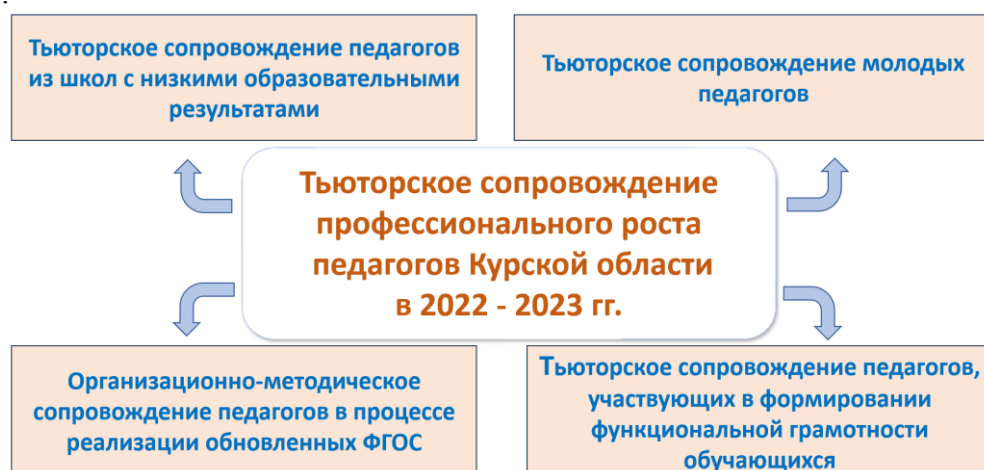 Тьюторское сопровождение педагогов
из школ с низкими образовательными
результатами
Тьюторское сопровождение молодых
педагогов
Тьюторское сопровождение
профессионального роста
педагогов Курской области
в 2022 - 2023 гг.
Организационно-методическое
сопровождение педагогов в процессе
реализации обновленных ФГОС
Тьюторское сопровождение педагогов,
участвующих в формировании
функциональной грамотности
обучающихся